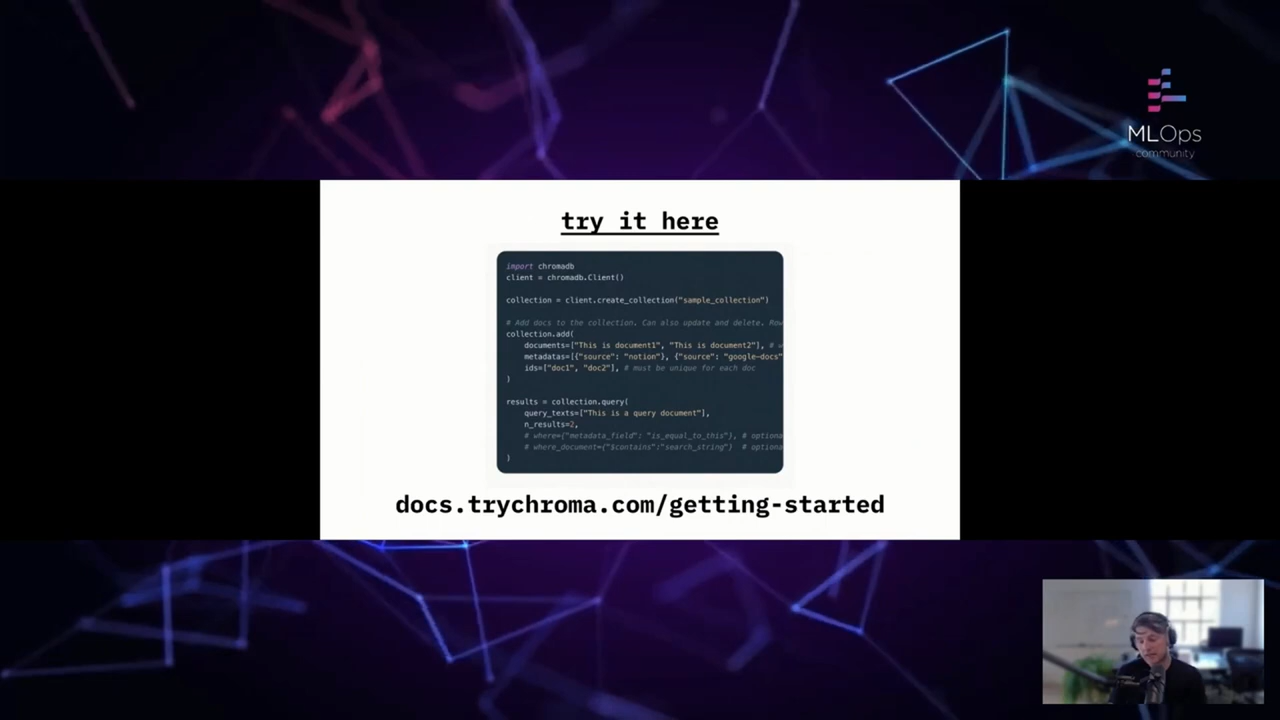 MLOps
community
try it here
import chromadb
client = chromadb.Client()
collection = client.create_collection("sample_collection")
# Add docs to the collection. Can also update and delete. Row
collection.add(
documents=["This is document1", "This is document2"], # w
metadatas=[{"source": "notion"}, {"source": "google-docs"
ids=["doc1", "doc2"], # must be unique for each doc
)
results = collection.query(
query_texts=["This is a query document"],
n_results=2,
# where={"metadata_field": "is_equal_to_this"}, # optiona
# where_document={"$contains":"search_string"} # optiona
)
docs.trychroma.com/getting-started